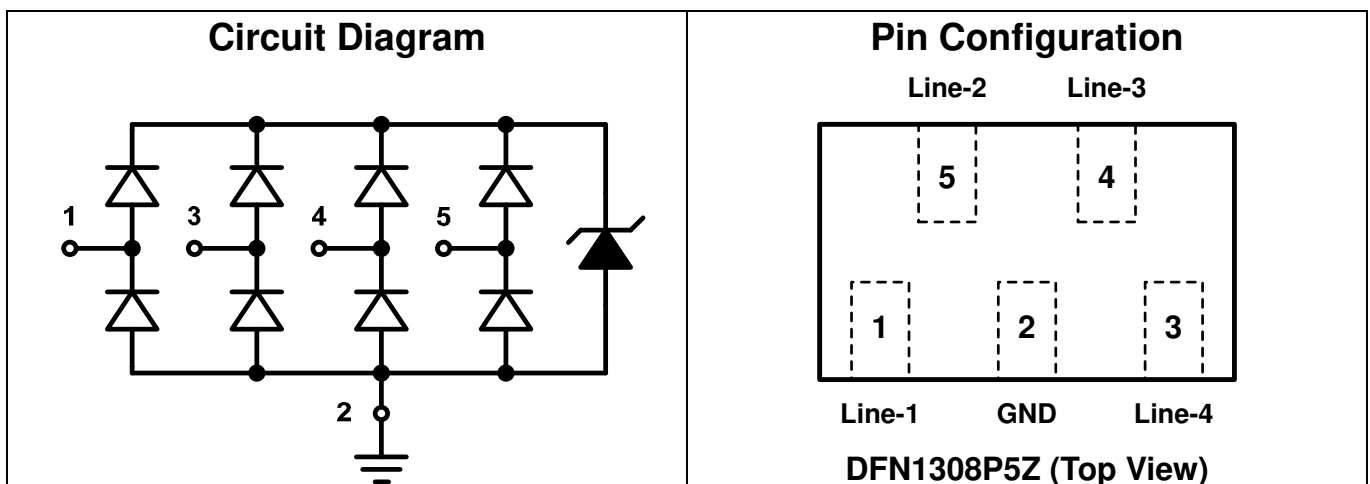 Circuit Diagram
1
3
4
5
2
Pin Configuration
Line-2 Line-3
5 4
1 2 3
Line-1 GND Line-4
DFN1308P5Z (Top View)